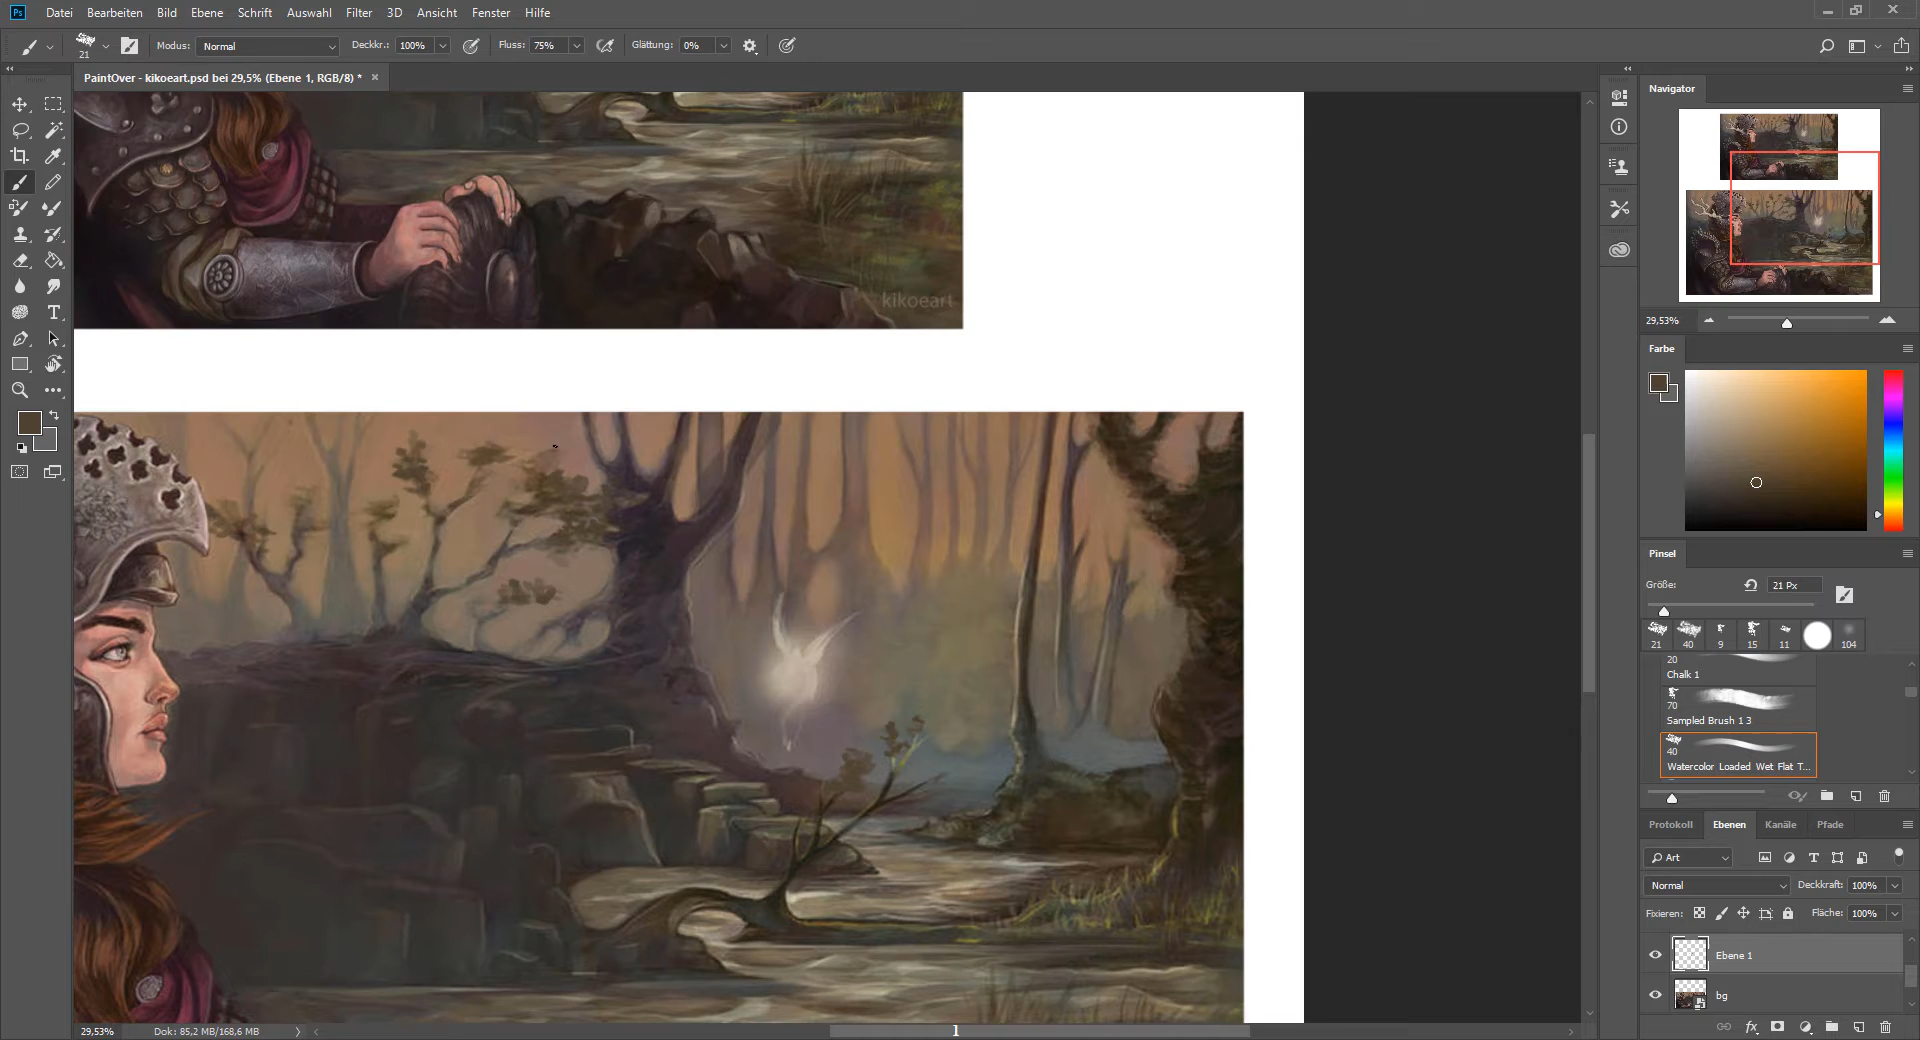 Ps Datei Bearbeiten Bild Ebene Schrift Auswahl Filter 3D Ansicht Fenster Hilfe
21 Modus: Normal Deckkr.: 100% Fluss: 75% Glättung: 0%
PaintOver - kikoeart.psd bei 29,5% (Ebene 1, RGB/8) * ×
Navigator
kikoeart
29,53%
Farbe
Pinsel
Größe: 21 Px
21 40 9 15 11 104
20
Chalk 1
70
Sampled Brush 1 3
40
Watercolor Loaded Wet Flat T...
Protokoll Ebenen Kanäle Pfade
Art
Normal Deckkraft: 100%
Fixieren: Fläche: 100%
Ebene 1
bg
fx
29,53% Dok: 85,2 MB/168,6 MB